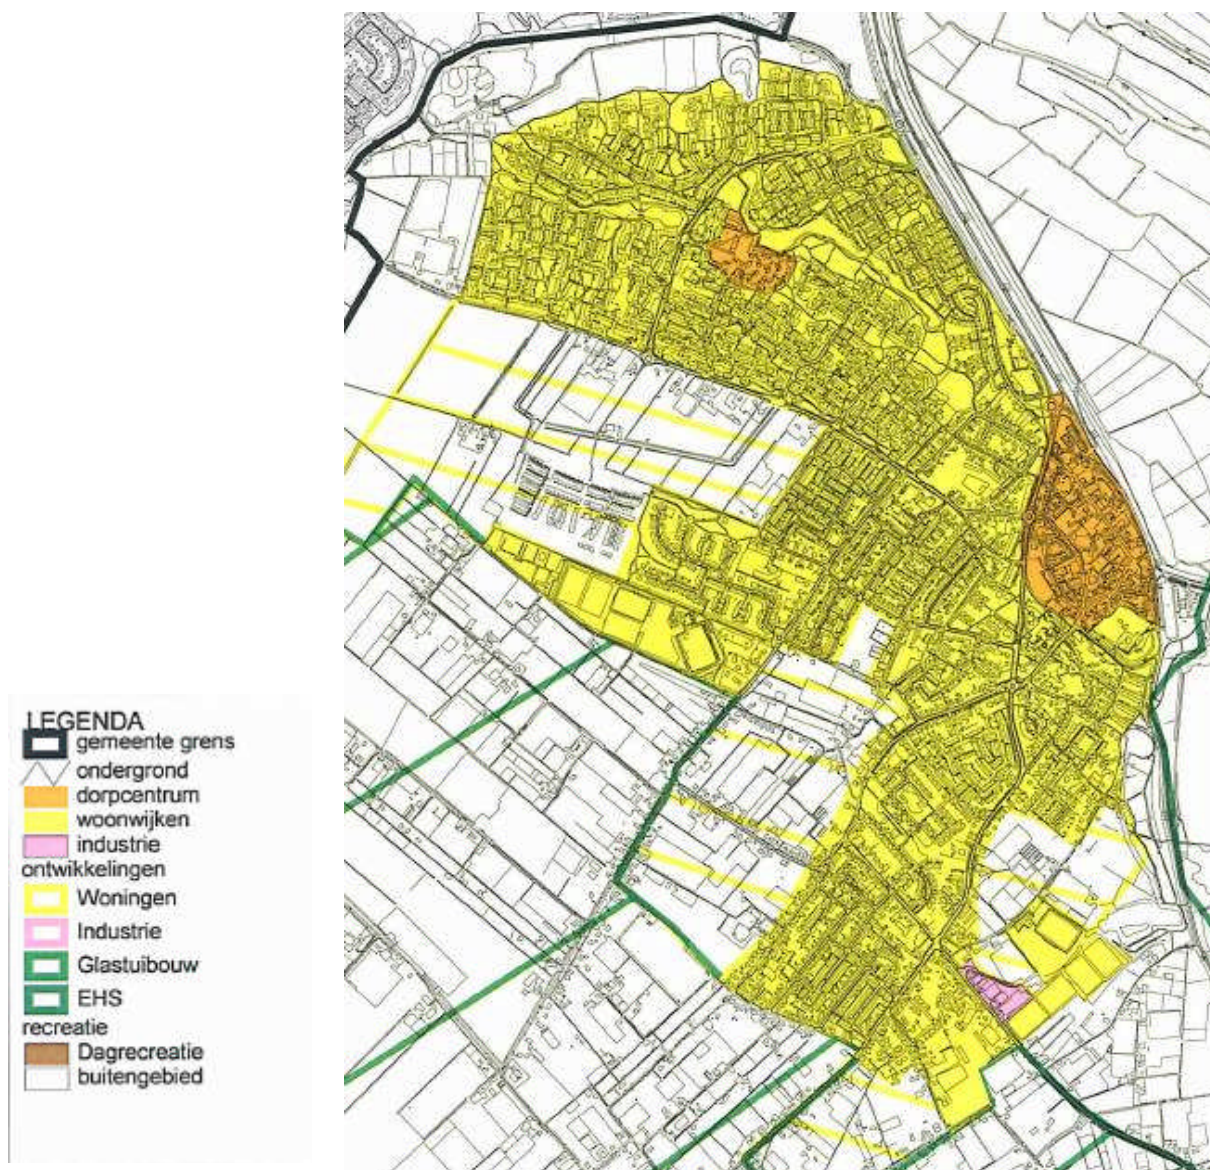 LEGENDA
gemeente grens
ondergrond
dorpcentrum
woonwijken
industrie
ontwikkelingen
Woningen
Industrie
Glastuibouw
EHS
recreatie
Dagrecreatie
buitengebied